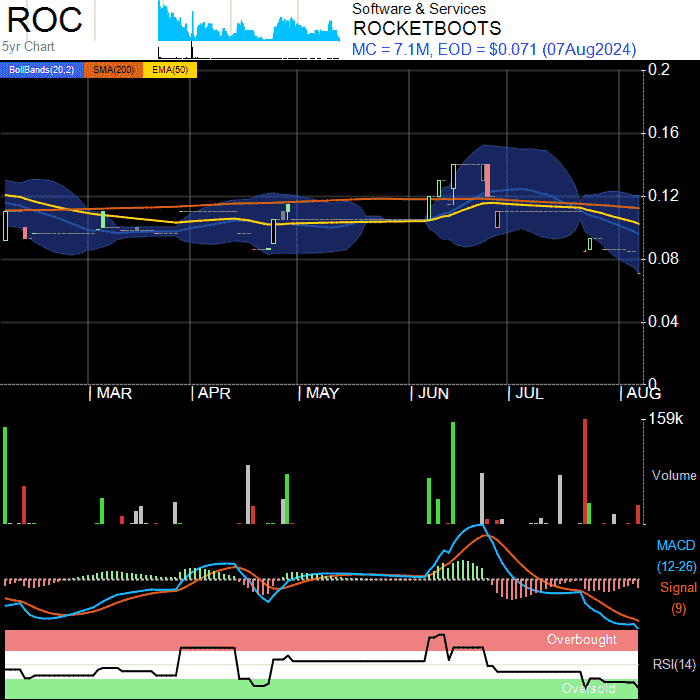 ROC
5yr Chart
Software & Services
ROCKETBOOTS
MC = 7.1M, EOD = $0.071 (07Aug2024)
BollBands(20,2) SMA(200) EMA(50)
0.2
0.16
0.12
0.08
0.04
0
MAR APR MAY JUN JUL AUG
159k
Volume
MACD
(12-26)
Signal
(9)
Overbought
RSI(14)
Oversold